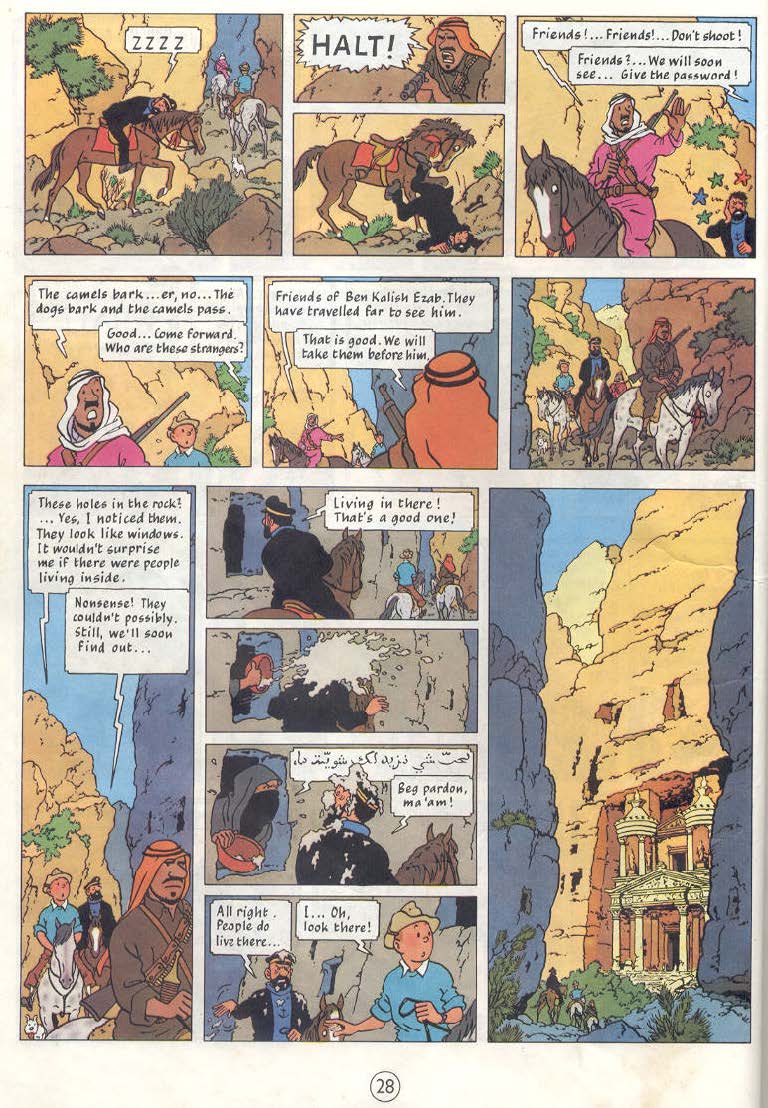 ZZZZ
HALT!
Friends!... Friends!... Don't shoot!
Friends?... We will soon
see... Give the password!
The camels bark...er, no... The
dogs bark and the camels pass.
Good... Come forward.
Who are these strangers?
Friends of Ben Kalish Ezab. They
have travelled far to see him.
That is good. We will
take them before him.
These holes in the rock?
... Yes, I noticed them.
They look like windows.
It wouldn't surprise
me if there were people
living inside.
Nonsense! They
couldn't possibly.
Still, we'll soon
find out...
Living in there!
That's a good one!
شي نزيد لك
Beg pardon,
ma'am!
All right.
People do
live there...
I... Oh,
look there!
28